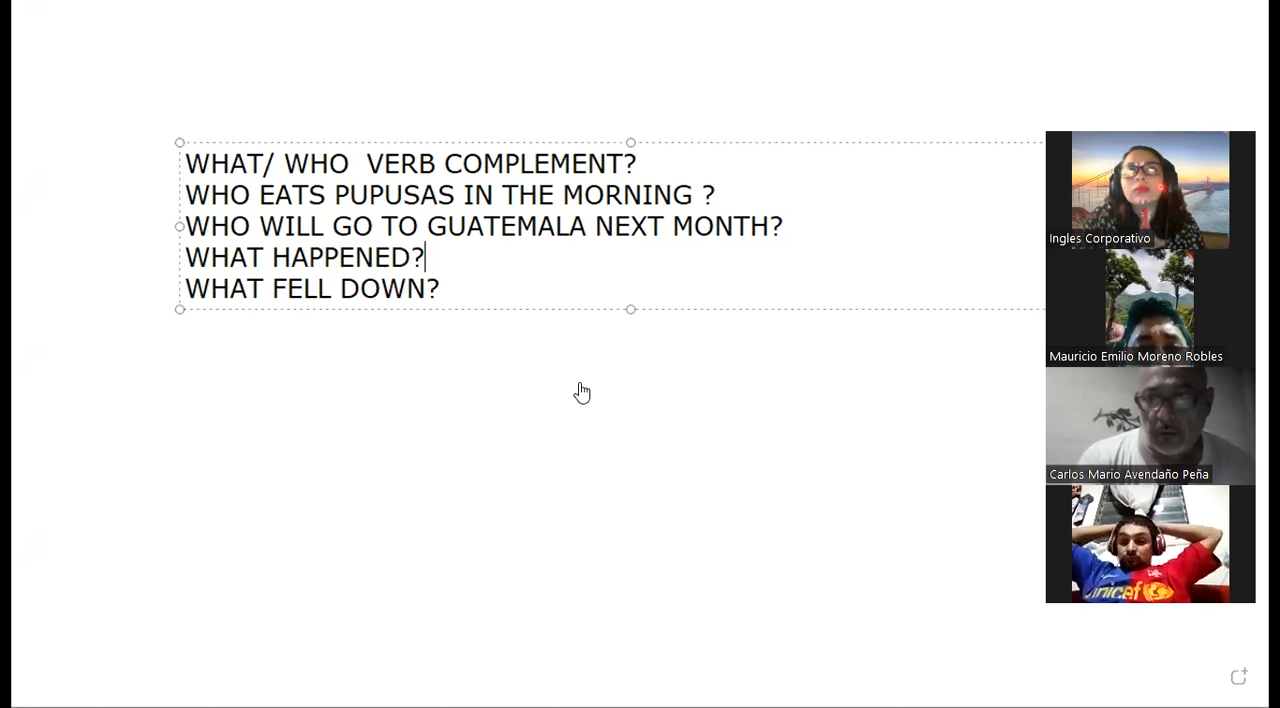 WHAT/ WHO  VERB COMPLEMENT?
WHO EATS PUPUSAS IN THE MORNING ?
WHO WILL GO TO GUATEMALA NEXT MONTH?
WHAT HAPPENED?
WHAT FELL DOWN?
Ingles Corporativo
Mauricio Emilio Moreno Robles
Carlos Mario Avendaño Peña
unicef